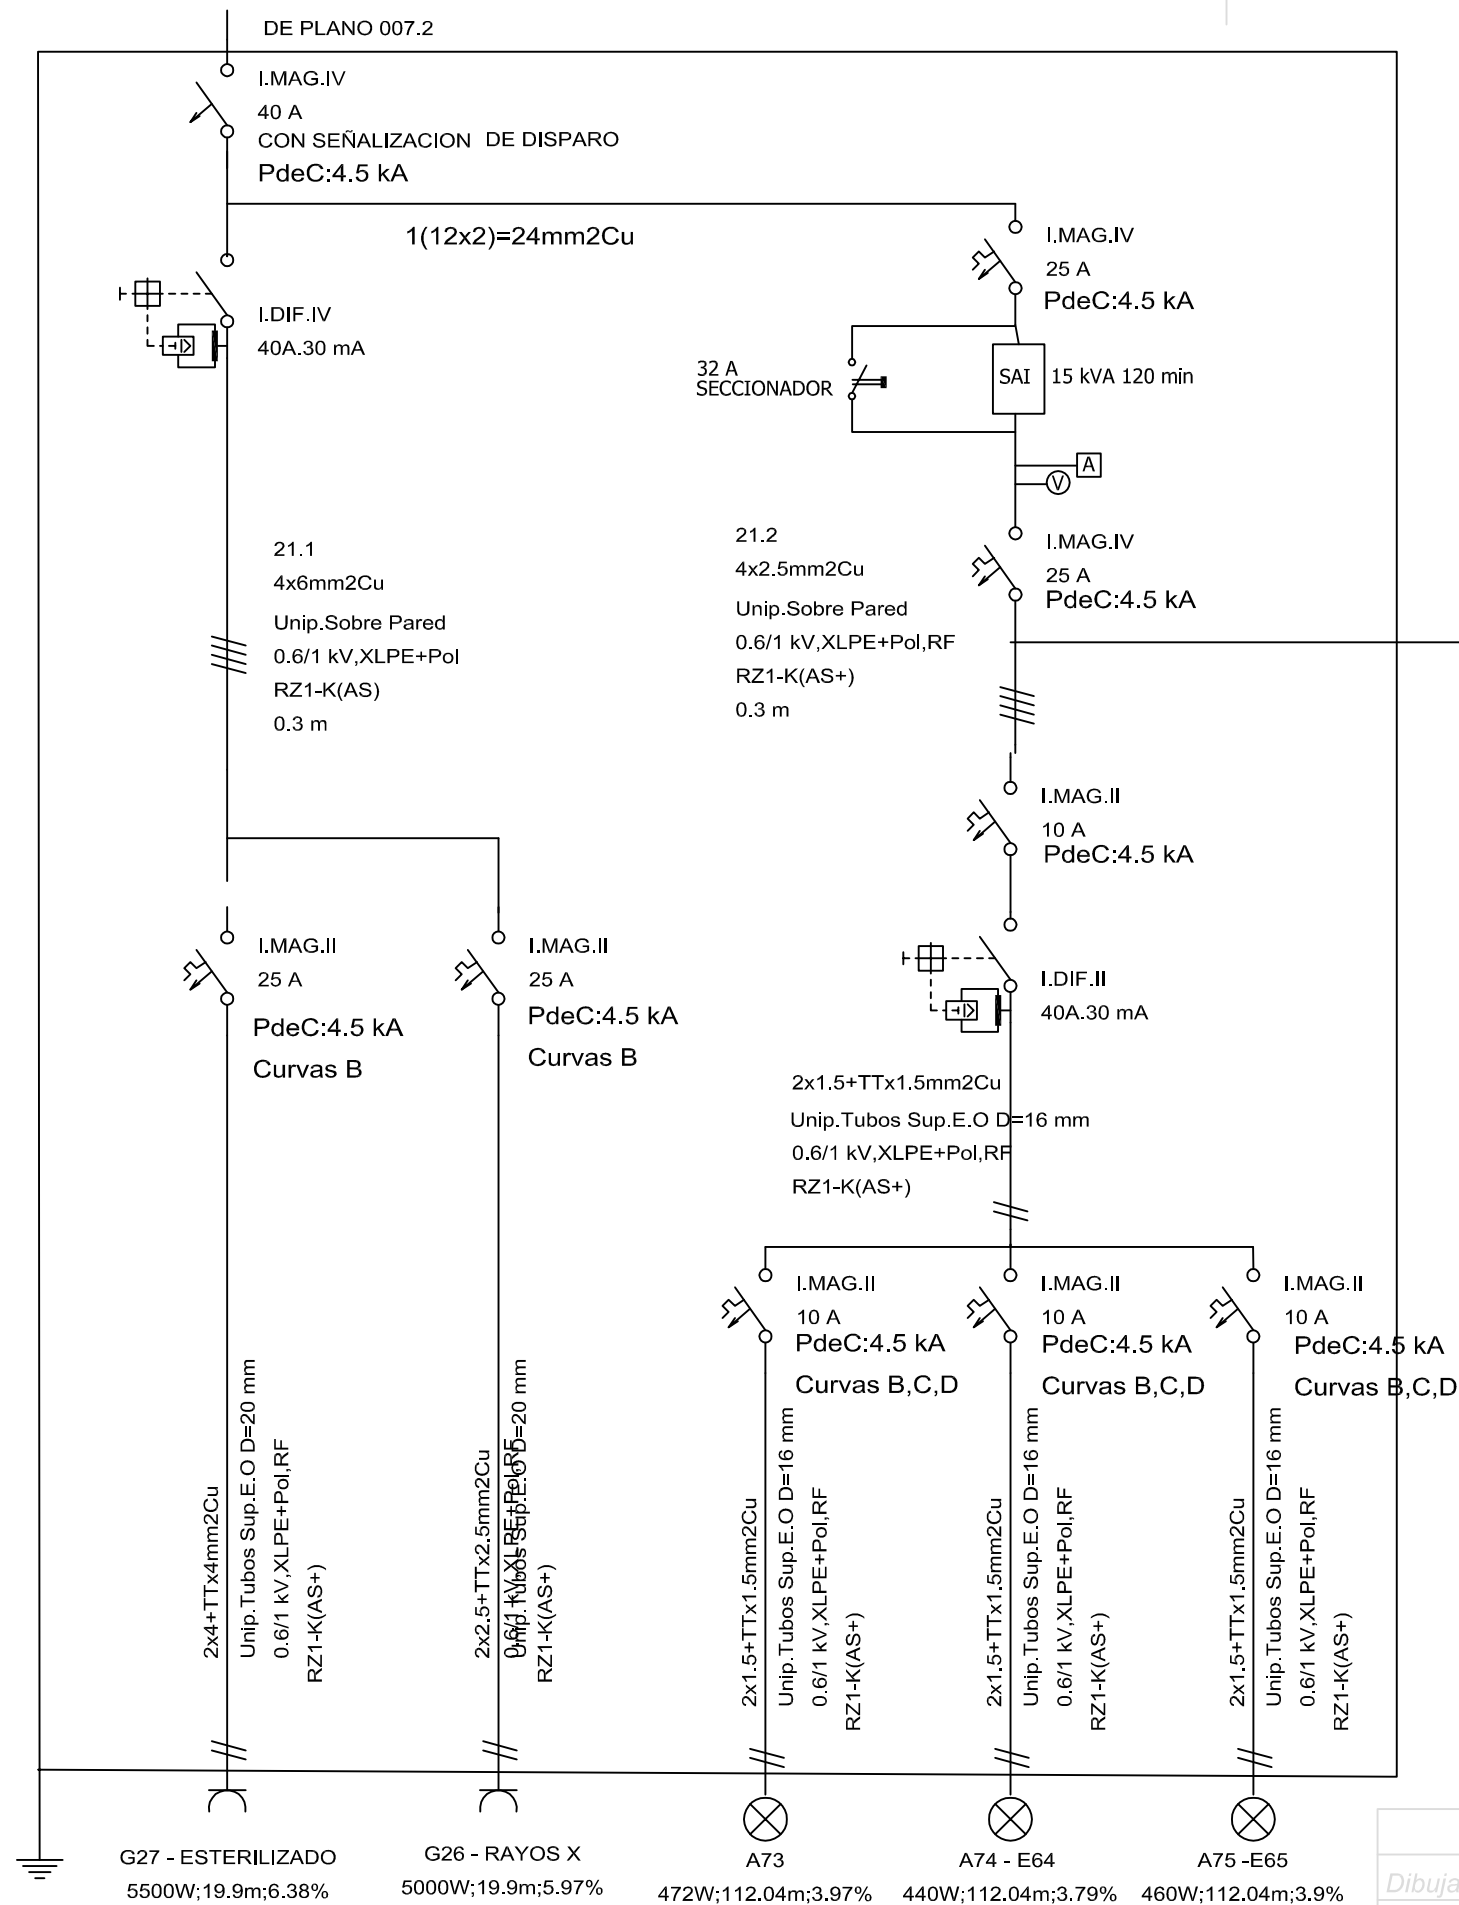 DE PLANO 007.2
I.MAG.IV
40 A
CON SEÑALIZACION DE DISPARO
PdeC:4.5 kA
1(12x2)=24mm2Cu
I.MAG.IV
25 A
PdeC:4.5 kA
I.DIF.IV
40A.30 mA
32 A
SECCIONADOR
SAI
15 kVA 120 min
A
V
21.1
4x6mm2Cu
Unip.Sobre Pared
0.6/1 kV,XLPE+Pol
RZ1-K(AS)
0.3 m
21.2
4x2.5mm2Cu
Unip.Sobre Pared
0.6/1 kV,XLPE+Pol,RF
RZ1-K(AS+)
0.3 m
I.MAG.IV
25 A
PdeC:4.5 kA
I.MAG.II
10 A
PdeC:4.5 kA
I.MAG.II
25 A
PdeC:4.5 kA
Curvas B
I.MAG.II
25 A
PdeC:4.5 kA
Curvas B
I.DIF.II
40A.30 mA
2x1.5+TTx1.5mm2Cu
Unip.Tubos Sup.E.O D=16 mm
0.6/1 kV,XLPE+Pol,RF
RZ1-K(AS+)
I.MAG.II
10 A
PdeC:4.5 kA
Curvas B,C,D
I.MAG.II
10 A
PdeC:4.5 kA
Curvas B,C,D
I.MAG.II
10 A
PdeC:4.5 kA
Curvas B,C,D
2x4+TTx4mm2Cu
Unip.Tubos Sup.E.O D=20 mm
0.6/1 kV,XLPE+Pol,RF
RZ1-K(AS+)
2x2.5+TTx2.5mm2Cu
0.6/1 kV,XLPE+Pol,RF
Unip.Tubos Sup.E.O D=20 mm
RZ1-K(AS+)
2x1.5+TTx1.5mm2Cu
Unip.Tubos Sup.E.O D=16 mm
0.6/1 kV,XLPE+Pol,RF
RZ1-K(AS+)
2x1.5+TTx1.5mm2Cu
Unip.Tubos Sup.E.O D=16 mm
0.6/1 kV,XLPE+Pol,RF
RZ1-K(AS+)
2x1.5+TTx1.5mm2Cu
Unip.Tubos Sup.E.O D=16 mm
0.6/1 kV,XLPE+Pol,RF
RZ1-K(AS+)
G27 - ESTERILIZADO
5500W;19.9m;6.38%
G26 - RAYOS X
5000W;19.9m;5.97%
A73
472W;112.04m;3.97%
A74 - E64
440W;112.04m;3.79%
A75 -E65
460W;112.04m;3.9%
Dibuja